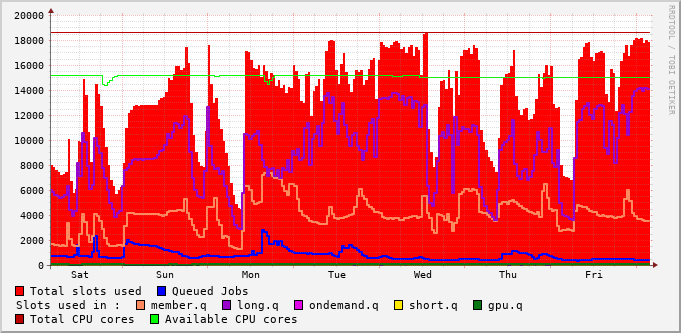 20000
18000
16000
14000
12000
10000
8000
6000
4000
2000
0
Sat Sun Mon Tue Wed Thu Fri
RRDTOOL / TOBI OETIKER
Total slots used Queued Jobs
Slots used in : member.q long.q ondemand.q short.q gpu.q
Total CPU cores Available CPU cores